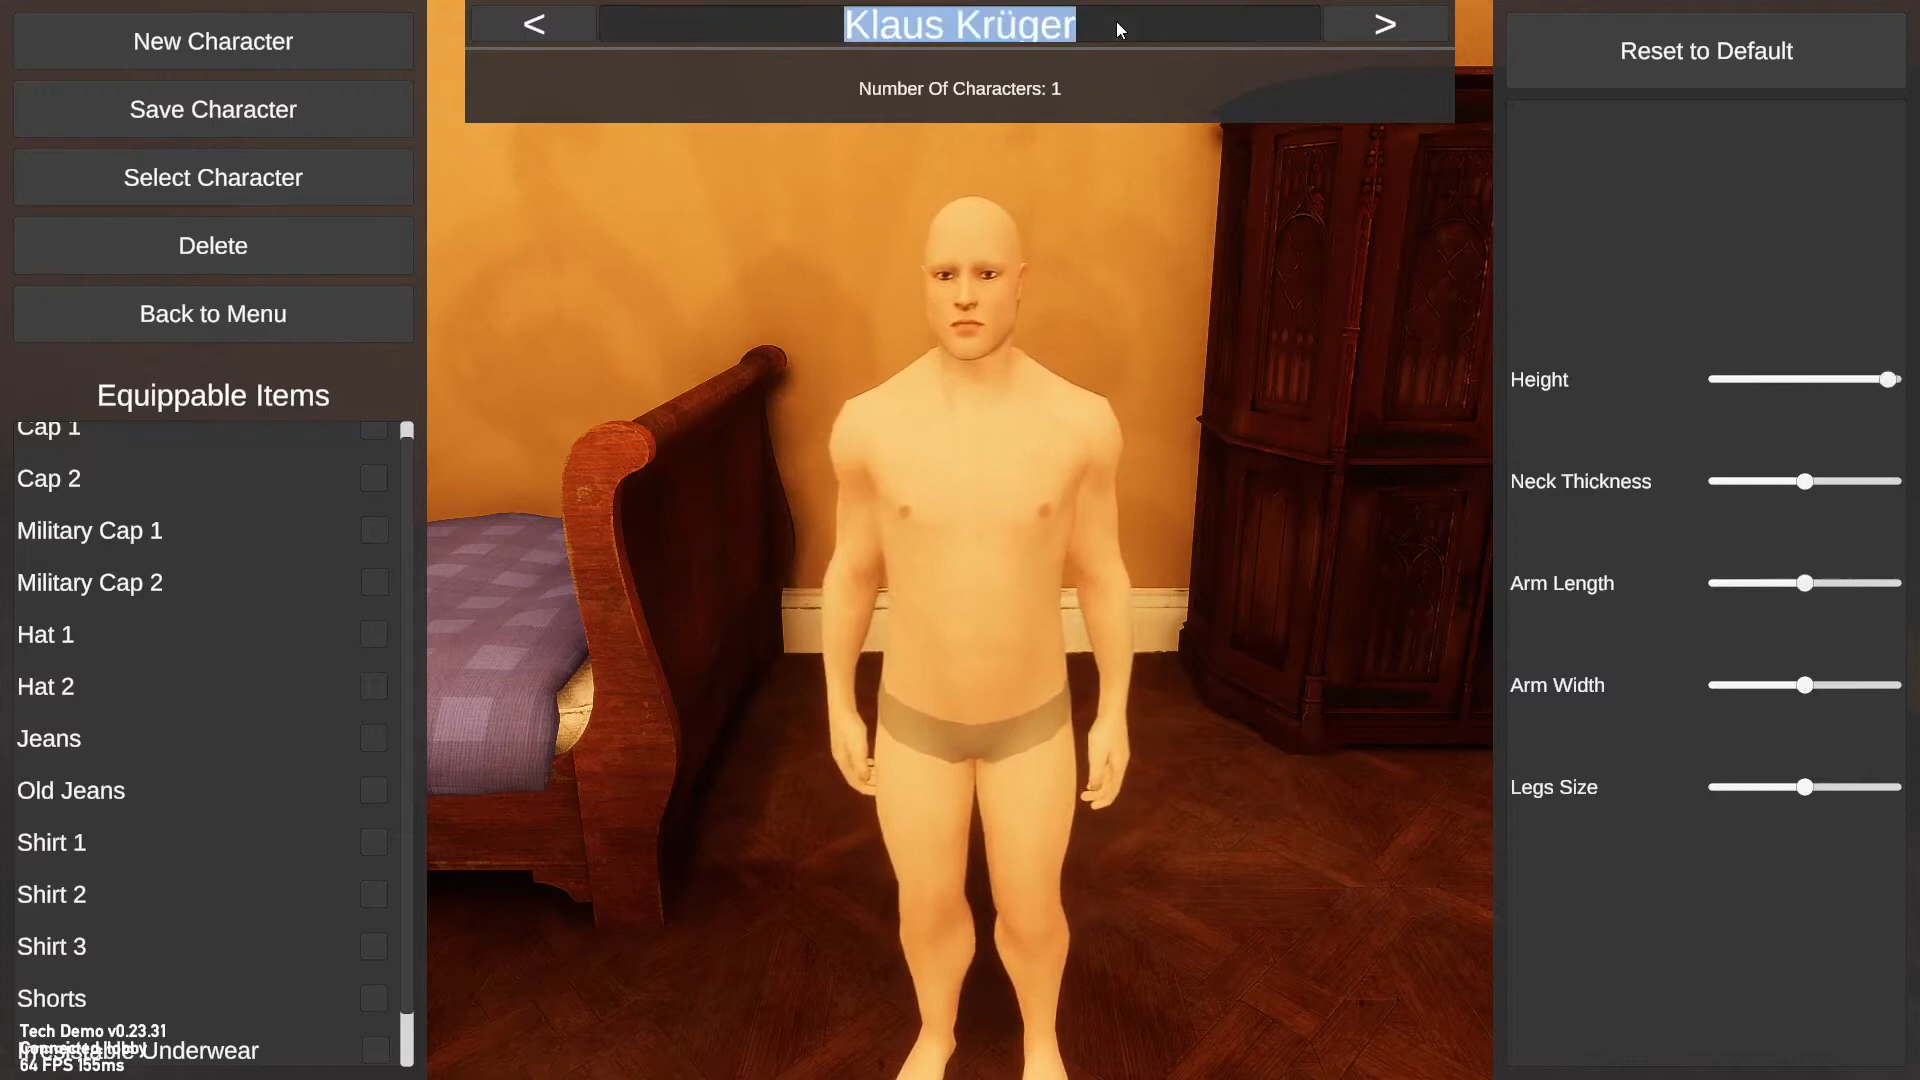 New Character
Save Character
Select Character
Delete
Back to Menu
Equippable Items
Cap 1
Cap 2
Military Cap 1
Military Cap 2
Hat 1
Hat 2
Jeans
Old Jeans
Shirt 1
Shirt 2
Shirt 3
Shorts
Irresistable Underwear
Tech Demo v0.23.31
Connected, lobby
64 FPS 155ms
< Klaus Krüger >
Number Of Characters: 1
Reset to Default
Height
Neck Thickness
Arm Length
Arm Width
Legs Size